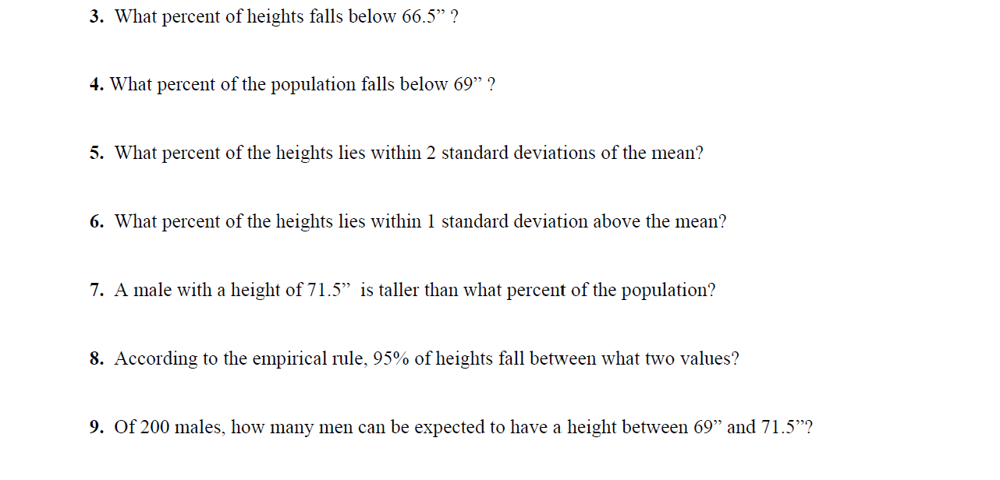 3. What percent of heights falls below 66.5” ?
4. What percent of the population falls below 69” ?
5. What percent of the heights lies within 2 standard deviations of the mean?
6. What percent of the heights lies within 1 standard deviation above the mean?
7. A male with a height of 71.5” is taller than what percent of the population?
8. According to the empirical rule, 95% of heights fall between what two values?
9. Of 200 males, how many men can be expected to have a height between 69” and 71.5”?